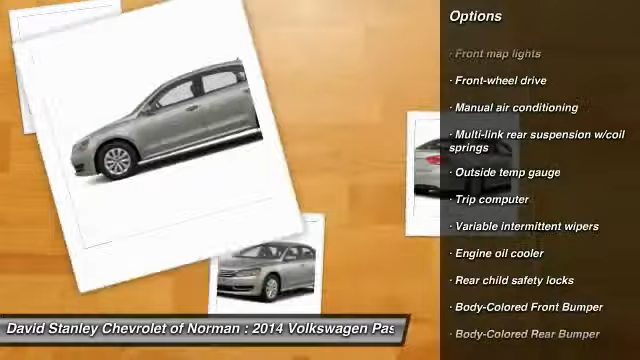 Options
· Front map lights
· Front-wheel drive
· Manual air conditioning
· Multi-link rear suspension w/coil
springs
· Outside temp gauge
· Trip computer
· Variable intermittent wipers
· Engine oil cooler
· Rear child safety locks
· Body-Colored Front Bumper
· Body-Colored Rear Bumper
David Stanley Chevrolet of Norman : 2014 Volkswagen Pas